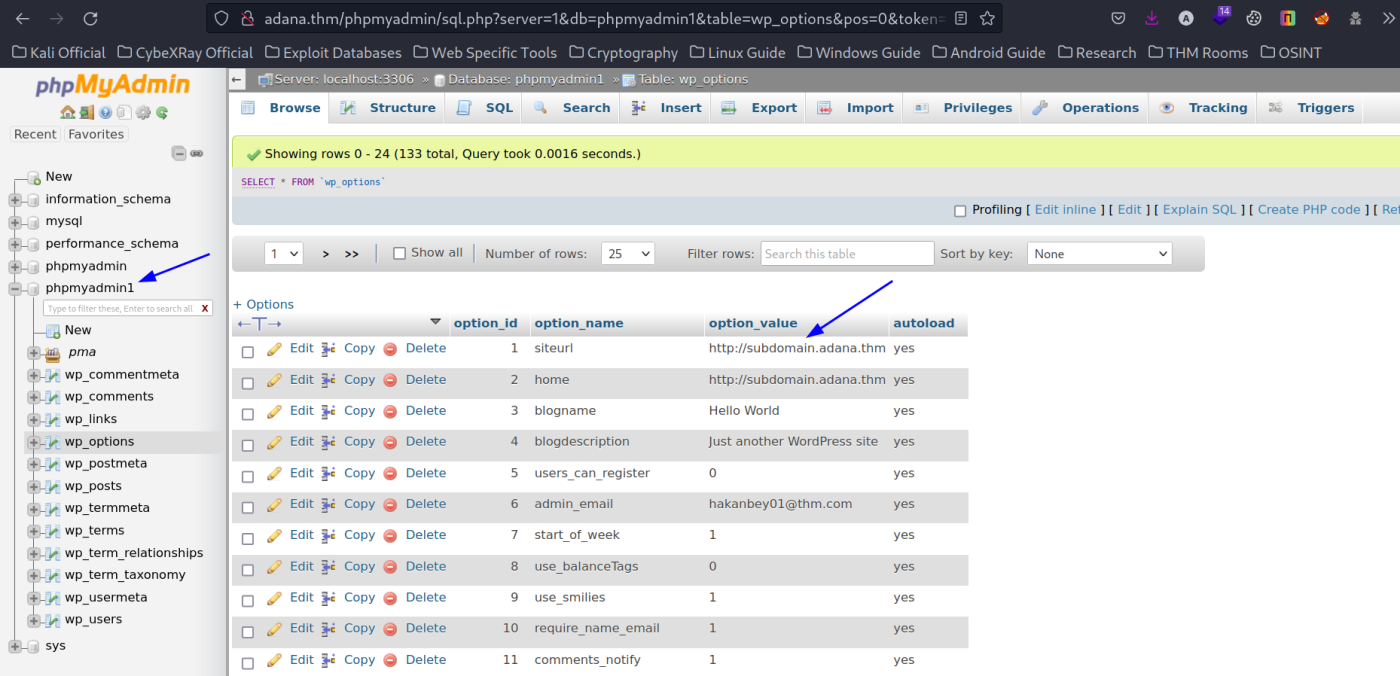 adana.thm/phpmyadmin/sql.php?server=1&db=phpmyadmin1&table=wp_options&pos=0&token=
14
Kali Official CybeXRay Official Exploit Databases Web Specific Tools Cryptography Linux Guide Windows Guide Android Guide Research THM Rooms OSINT
phpMyAdmin
Recent Favorites
New
information_schema
mysql
performance_schema
phpmyadmin
phpmyadmin1
Type to filter these, Enter to search all X
New
pma
wp_commentmeta
wp_comments
wp_links
wp_options
wp_postmeta
wp_posts
wp_termmeta
wp_terms
wp_term_relationships
wp_term_taxonomy
wp_usermeta
wp_users
sys
Server: localhost:3306 » Database: phpmyadmin1 » Table: wp_options
Browse Structure SQL Search Insert Export Import Privileges Operations Tracking Triggers
Showing rows 0 - 24 (133 total, Query took 0.0016 seconds.)
SELECT * FROM `wp_options`
Profiling [ Edit inline ] [ Edit ] [ Explain SQL ] [ Create PHP code ] [ Ref
1 > >> Show all Number of rows: 25 Filter rows: Search this table Sort by key: None
+ Options
←T→ option_id option_name option_value autoload
Edit Copy Delete 1 siteurl http://subdomain.adana.thm yes
Edit Copy Delete 2 home http://subdomain.adana.thm yes
Edit Copy Delete 3 blogname Hello World yes
Edit Copy Delete 4 blogdescription Just another WordPress site yes
Edit Copy Delete 5 users_can_register 0 yes
Edit Copy Delete 6 admin_email hakanbey01@thm.com yes
Edit Copy Delete 7 start_of_week 1 yes
Edit Copy Delete 8 use_balanceTags 0 yes
Edit Copy Delete 9 use_smilies 1 yes
Edit Copy Delete 10 require_name_email 1 yes
Edit Copy Delete 11 comments_notify 1 yes